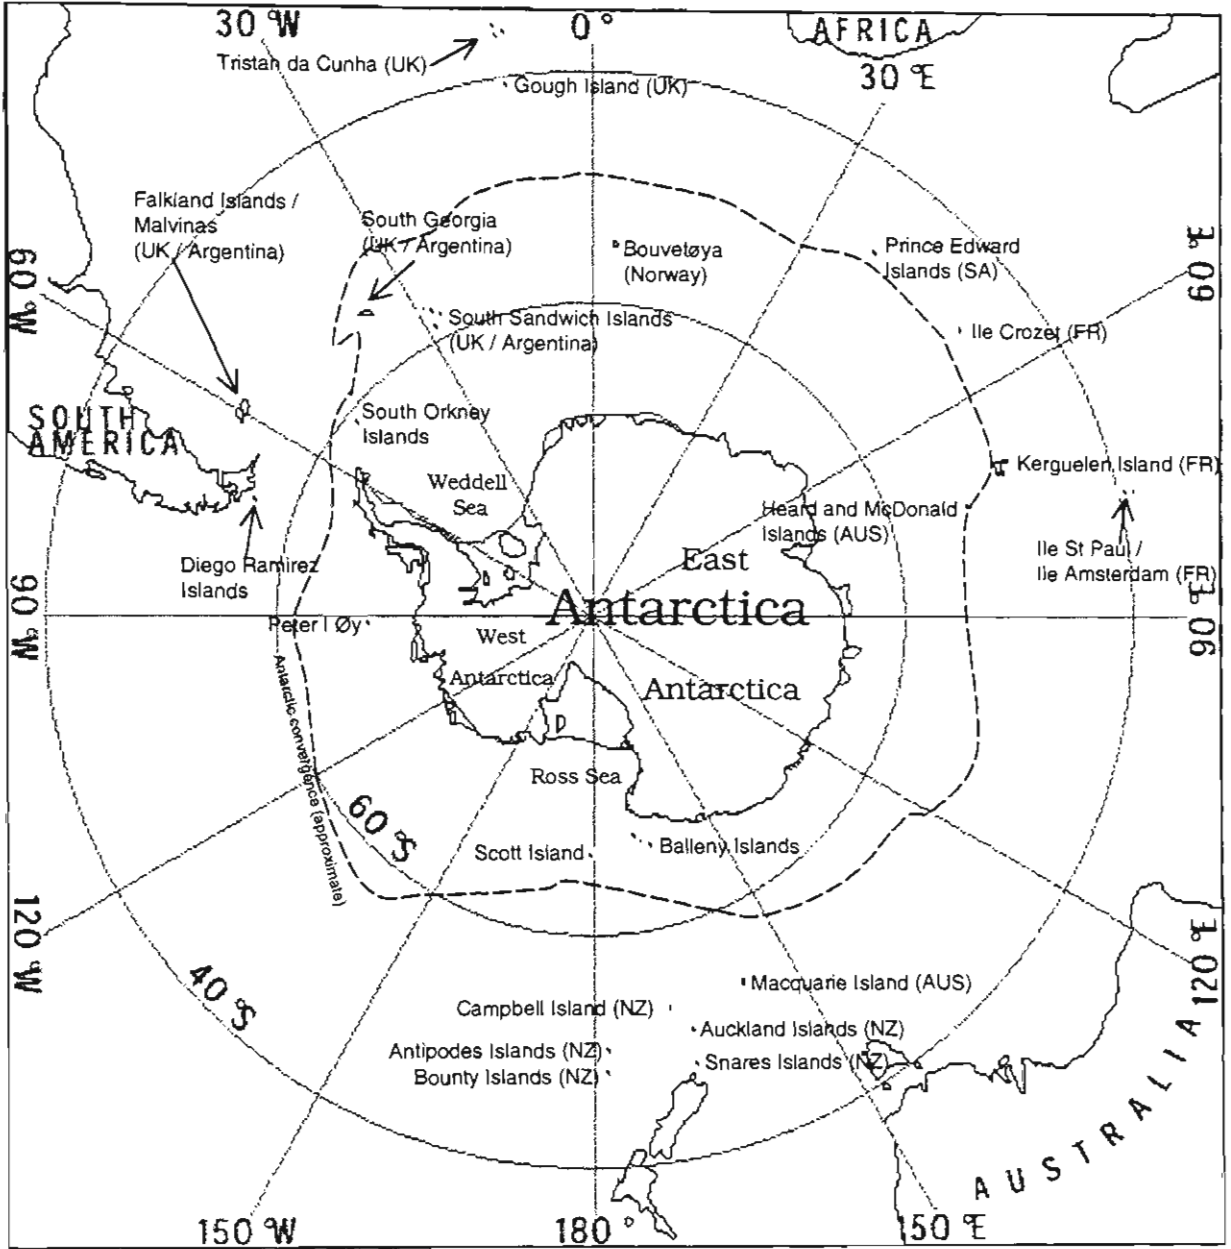 30 °W
0°
AFRICA
Tristan da Cunha (UK)
30 °E
Gough Island (UK)
Falkland Islands /
Malvinas
(UK / Argentina)
South Georgia
(UK / Argentina)
Bouvetøya
(Norway)
Prince Edward
Islands (SA)
60 °W
60 °E
South Sandwich Islands
(UK / Argentina)
Ile Crozet (FR)
SOUTH
AMERICA
South Orkney
Islands
Weddell
Sea
Kerguelen Island (FR)
Heard and McDonald
Islands (AUS)
Ile St Paul /
Ile Amsterdam (FR)
Diego Ramirez
Islands
East
Antarctica
90 °W
90 °E
Peter I Øy
West
Antarctica
Antarctica
Antarctic convergence (approximate)
Ross Sea
60 °S
Scott Island
Balleny Islands
120 °W
120 °E
40 °S
Macquarie Island (AUS)
Campbell Island (NZ)
Auckland Islands (NZ)
Antipodes Islands (NZ)
Snares Islands (NZ)
Bounty Islands (NZ)
AUSTRALIA
150 °W
180
150 °E